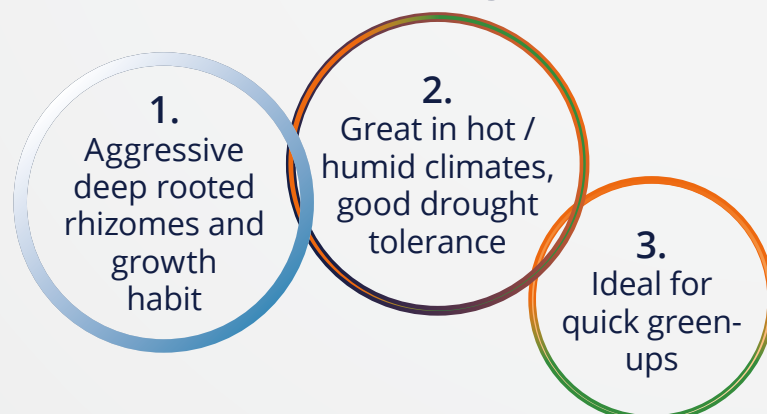 1.
Aggressive
deep rooted
rhizomes and
growth
habit
2.
Great in hot /
humid climates,
good drought
tolerance
3.
Ideal for
quick green-
ups